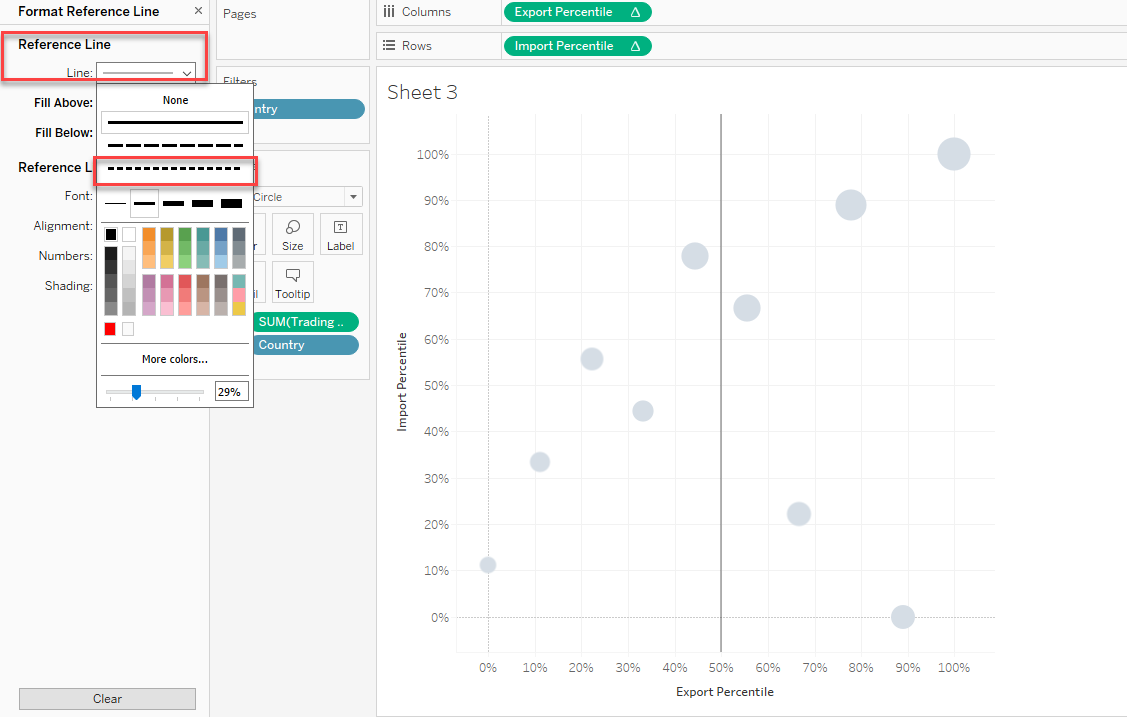 Format Reference Line ×
Reference Line
Line:
None
Fill Above:
Fill Below:
Reference L
Font:
Alignment:
Numbers:
Shading:
More colors...
29%
Clear
Pages
Filters
ntry
Circle
r
Size
Label
il
Tooltip
SUM(Trading ..
Country
Columns
Export Percentile Δ
Rows
Import Percentile Δ
Sheet 3
100%
90%
80%
70%
60%
50%
40%
30%
20%
10%
0%
Import Percentile
0% 10% 20% 30% 40% 50% 60% 70% 80% 90% 100%
Export Percentile